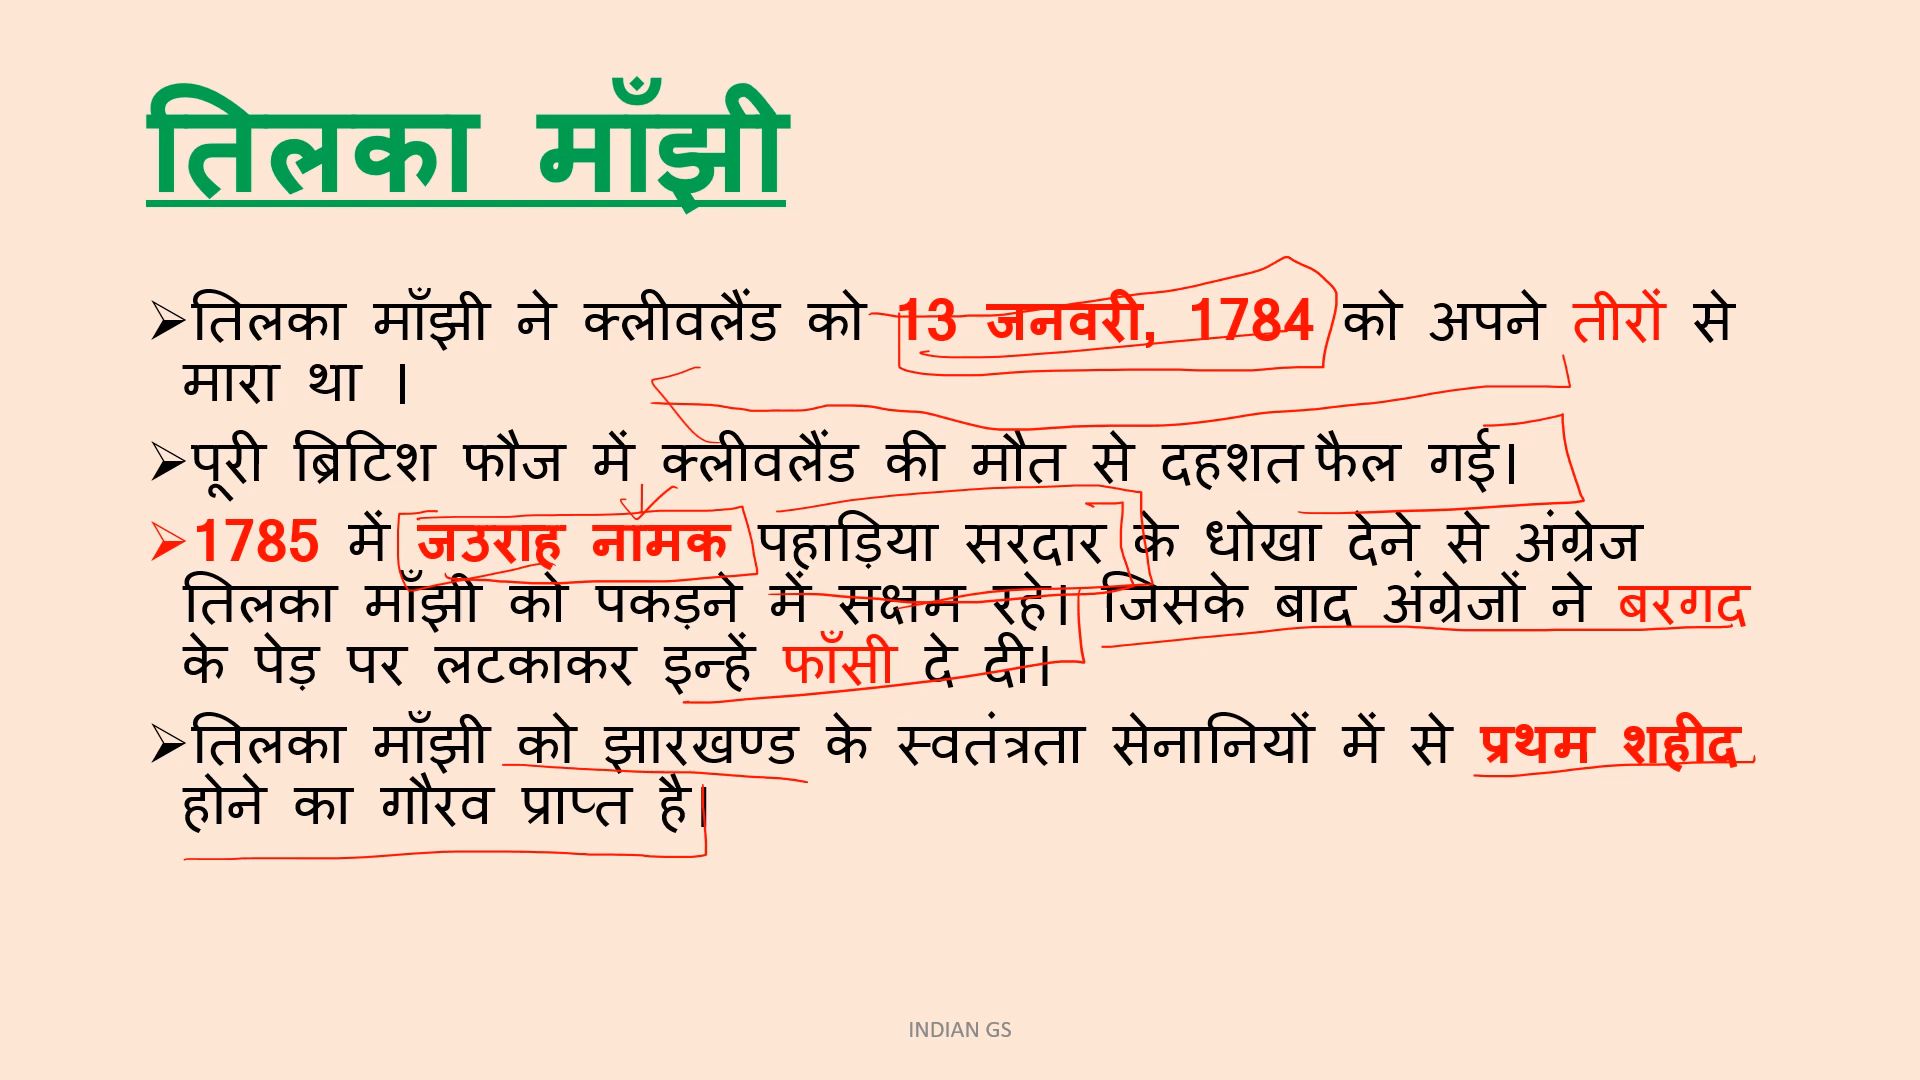 तिलका माँझी
➢तिलका माँझी ने क्लीवलैंड को 13 जनवरी, 1784 को अपने तीरों से
मारा था ।
➢पूरी ब्रिटिश फौज में क्लीवलैंड की मौत से दहशत फैल गई।
➢1785 में जउराह नामक पहाड़िया सरदार के धोखा देने से अंग्रेज
तिलका माँझी को पकड़ने में सक्षम रहे। जिसके बाद अंग्रेजों ने बरगद
के पेड़ पर लटकाकर इन्हें फाँसी दे दी।
➢तिलका माँझी को झारखण्ड के स्वतंत्रता सेनानियों में से प्रथम शहीद
होने का गौरव प्राप्त है।
INDIAN GS